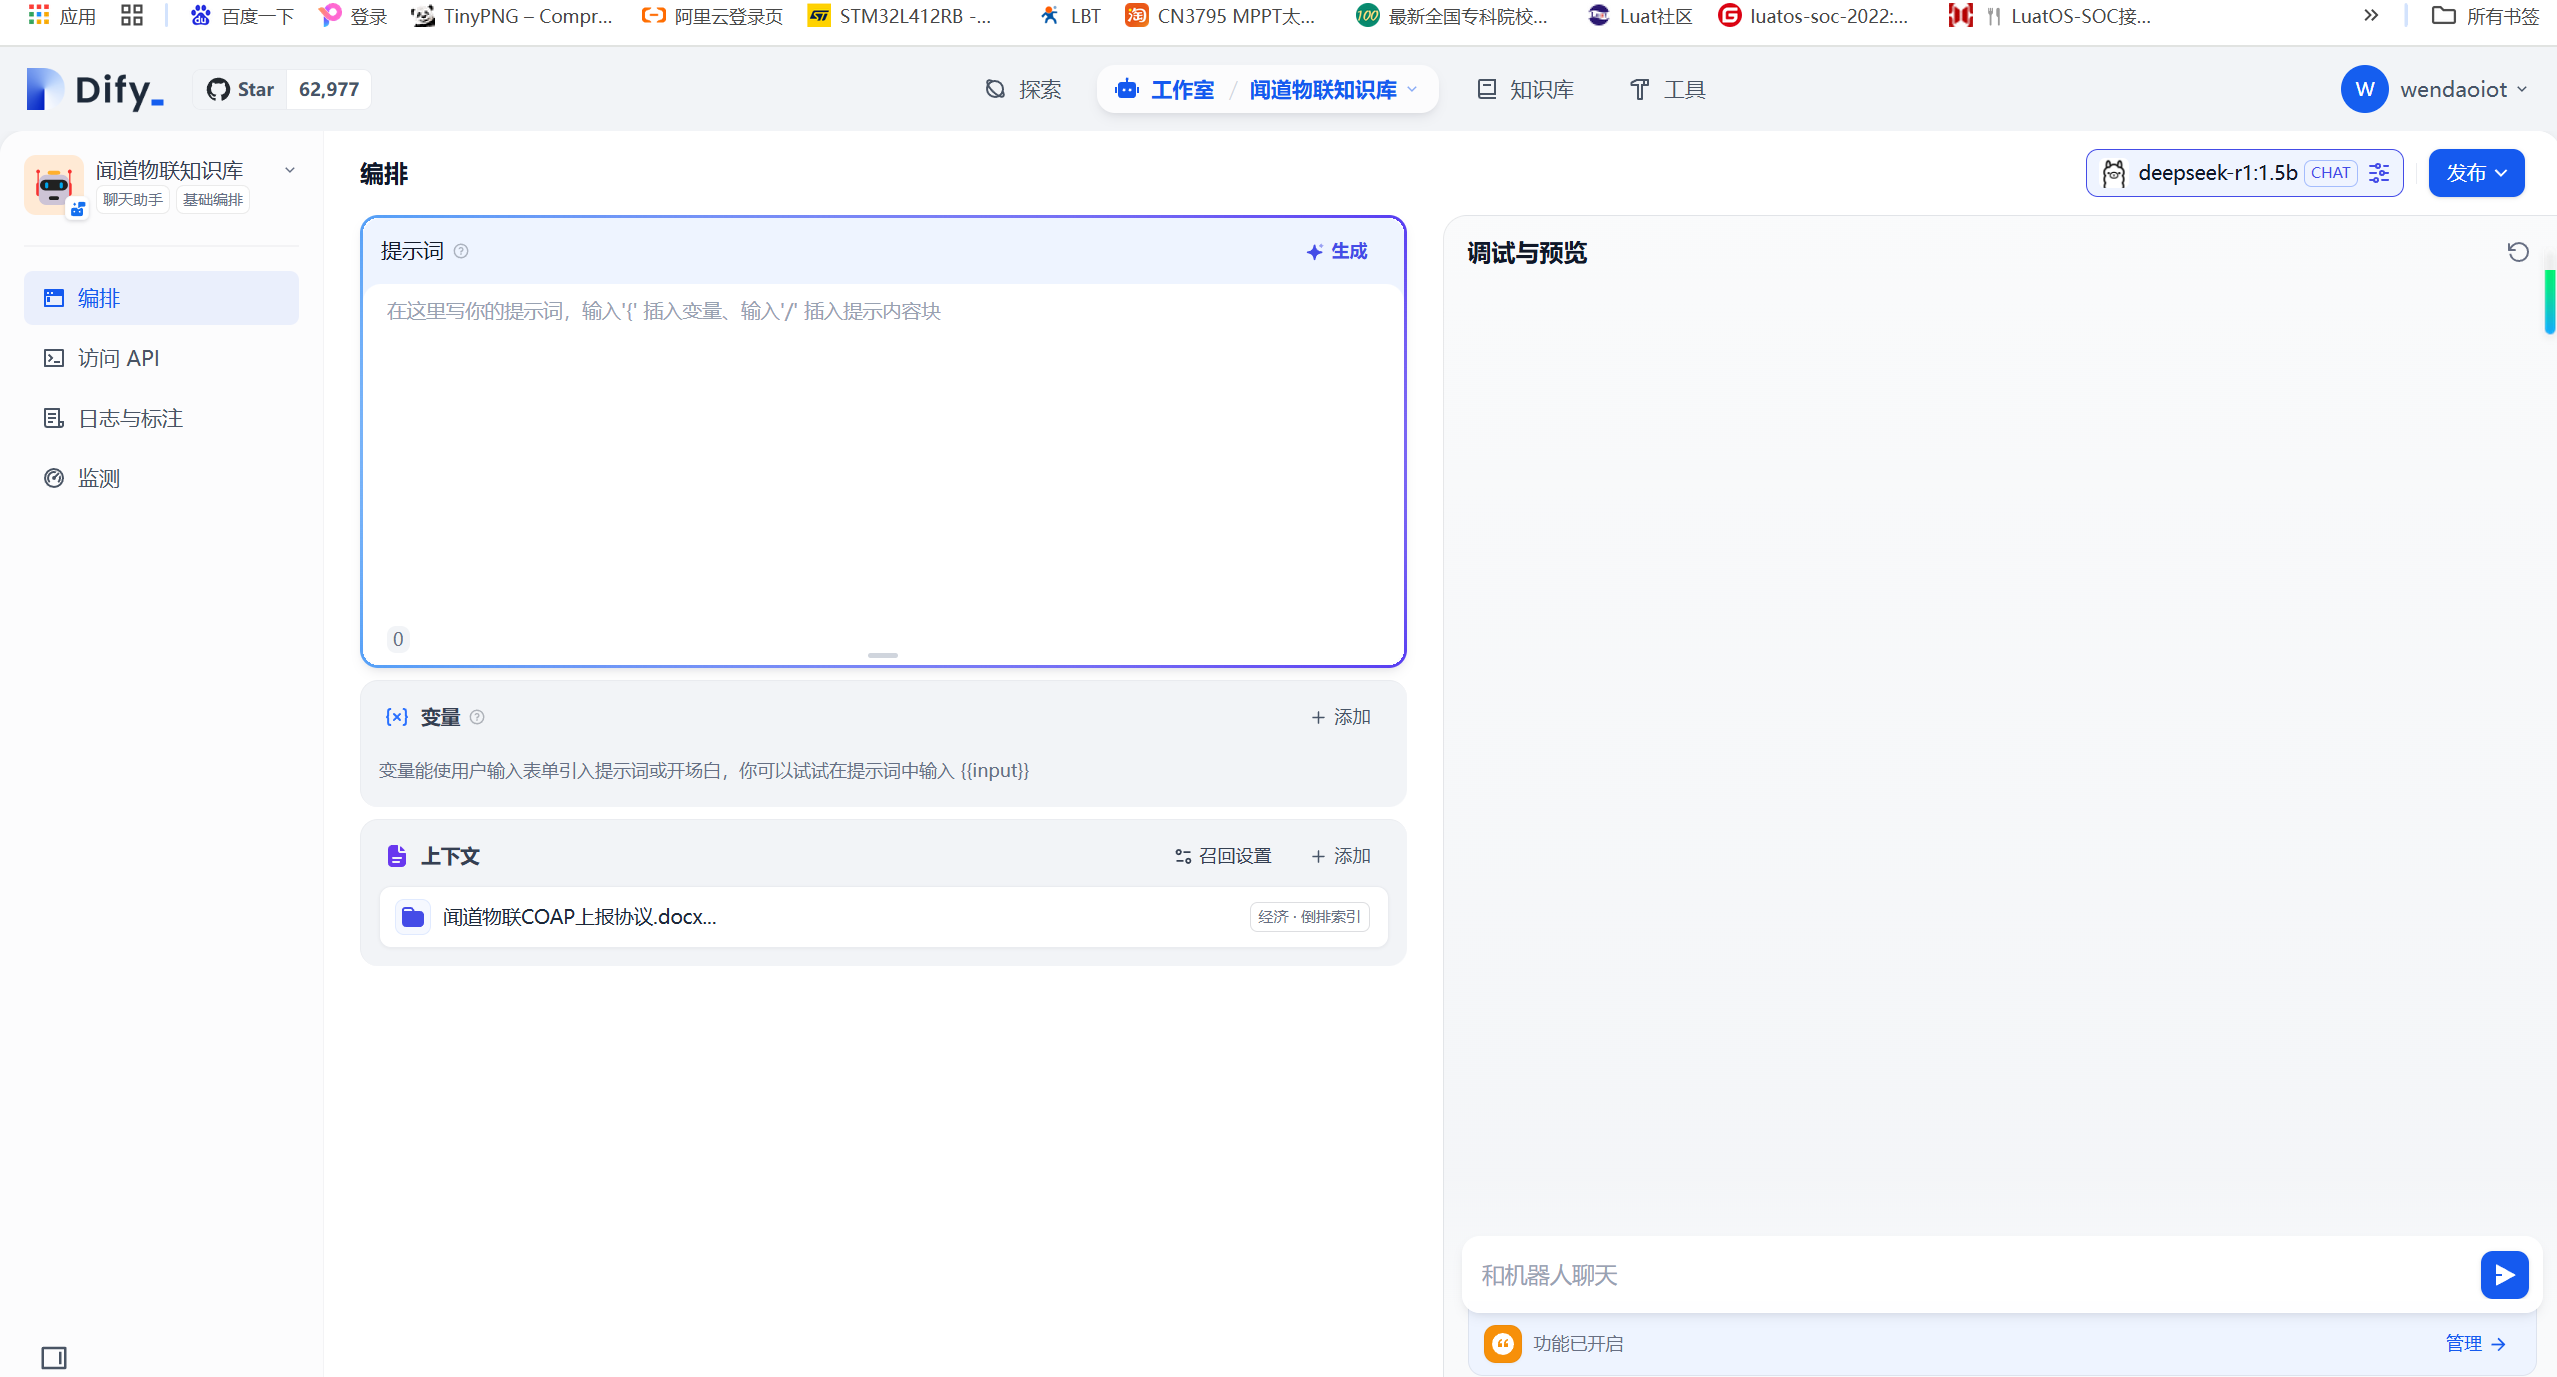 应用 百度一下 登录 TinyPNG – Compr... 阿里云登录页 STM32L412RB -... LBT CN3795 MPPT太... 最新全国专科院校... Luat社区 luatos-soc-2022:... LuatOS-SOC接... 所有书签
Dify_ Star 62,977 探索 工作室 / 闻道物联知识库 知识库 工具 W wendaoiot
闻道物联知识库
聊天助手 基础编排
编排
访问 API
日志与标注
监测
编排
deepseek-r1:1.5b CHAT 发布
提示词 生成
在这里写你的提示词，输入'{' 插入变量、输入'/' 插入提示内容块
0
变量 + 添加
变量能使用户输入表单引入提示词或开场白，你可以试试在提示词中输入 {{input}}
上下文 召回设置 + 添加
闻道物联COAP上报协议.docx... 经济 · 倒排索引
调试与预览
和机器人聊天
功能已开启 管理